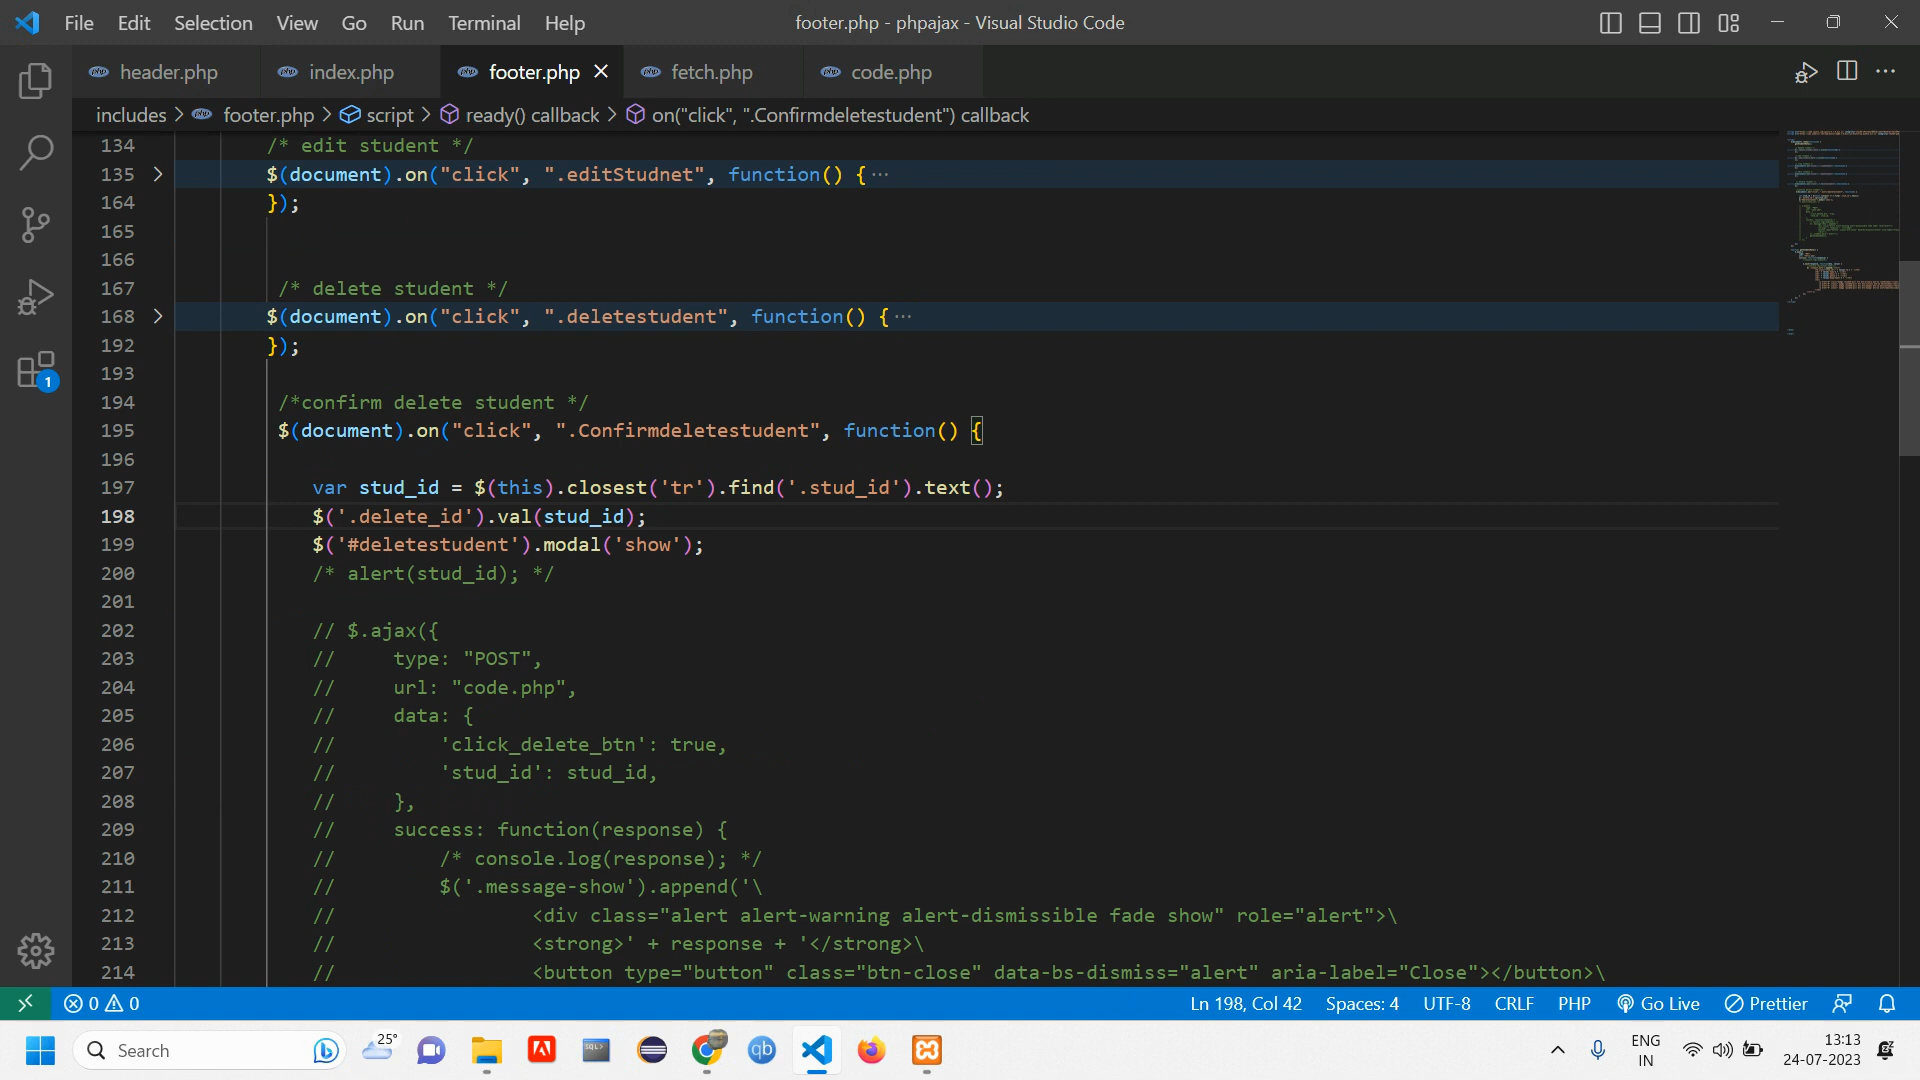 File Edit Selection View Go Run Terminal Help
footer.php - phpajax - Visual Studio Code
header.php index.php footer.php fetch.php code.php
includes > footer.php > script > ready() callback > on("click", ".Confirmdeletestudent") callback
134 /* edit student */
135 $(document).on("click", ".editStudnet", function() {···
164 });
165
166
167 /* delete student */
168 $(document).on("click", ".deletestudent", function() {···
192 });
193
194 /*confirm delete student */
195 $(document).on("click", ".Confirmdeletestudent", function() {
196
197 var stud_id = $(this).closest('tr').find('.stud_id').text();
198 $('.delete_id').val(stud_id);
199 $('#deletestudent').modal('show');
200 /* alert(stud_id); */
201
202 // $.ajax({
203 // type: "POST",
204 // url: "code.php",
205 // data: {
206 // 'click_delete_btn': true,
207 // 'stud_id': stud_id,
208 // },
209 // success: function(response) {
210 // /* console.log(response); */
211 // $('.message-show').append('\
212 // <div class="alert alert-warning alert-dismissible fade show" role="alert">\
213 // <strong>' + response + '</strong>\
214 // <button type="button" class="btn-close" data-bs-dismiss="alert" aria-label="Close"></button>\
1
0 0 Ln 198, Col 42 Spaces: 4 UTF-8 CRLF PHP Go Live Prettier
Search 25° SQL> qb ENG 13:13
IN 24-07-2023